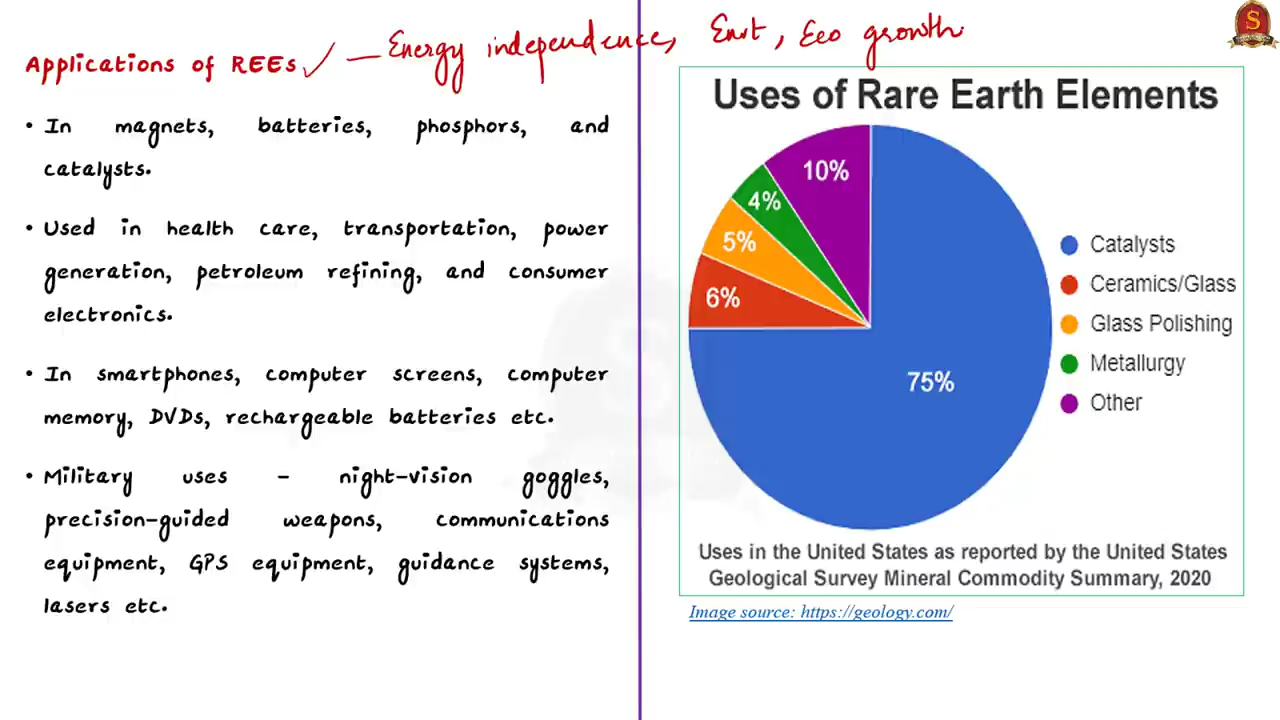 Applications of REEs
— Energy independence, Envt, Eco growth
• In magnets, batteries, phosphors, and
catalysts.
• Used in health care, transportation, power
generation, petroleum refining, and consumer
electronics.
• In smartphones, computer screens, computer
memory, DVDs, rechargeable batteries etc.
• Military uses - night-vision goggles,
precision-guided weapons, communications
equipment, GPS equipment, guidance systems,
lasers etc.
S
Uses of Rare Earth Elements
10%
4%
5%
6%
75%
Catalysts
Ceramics/Glass
Glass Polishing
Metallurgy
Other
Uses in the United States as reported by the United States
Geological Survey Mineral Commodity Summary, 2020
Image source: https://geology.com/